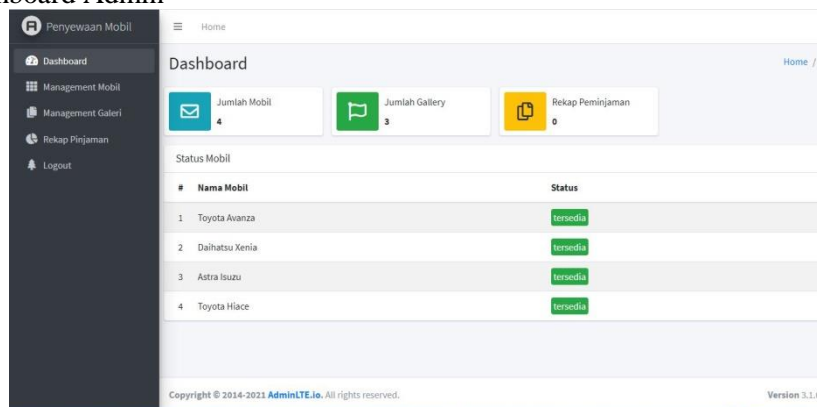 Penyewaan Mobil
Home
Dashboard
Management Mobil
Management Galeri
Rekap Pinjaman
Logout
Dashboard
Home /
Jumlah Mobil
4
Jumlah Gallery
3
Rekap Peminjaman
0
Status Mobil
# Nama Mobil Status
1 Toyota Avanza tersedia
2 Daihatsu Xenia tersedia
3 Astra Isuzu tersedia
4 Toyota Hiace tersedia
Copyright © 2014-2021 AdminLTE.io. All rights reserved.
Version